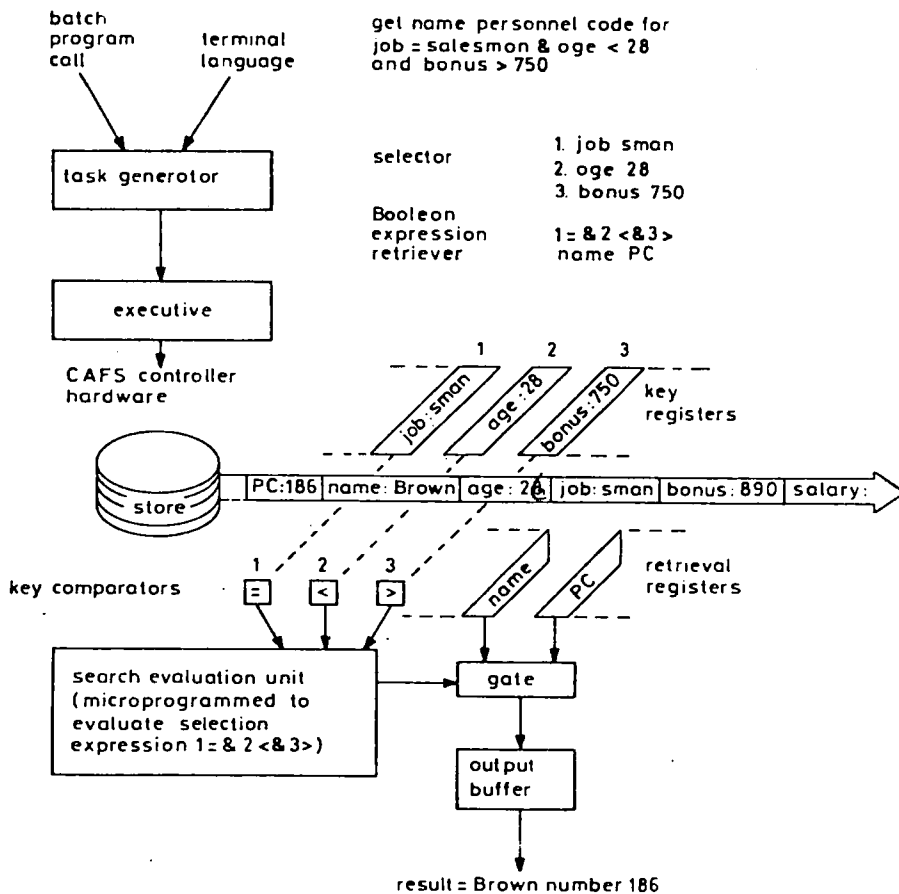 batch
program
call
terminal
language
get name personnel code for
job = salesmon & oge < 28
and bonus > 750
task generotor
selector
1. job sman
2. oge 28
3. bonus 750
Boolean
expression
retriever
1= & 2 < & 3>
name PC
executive
CAFS controller
hardware
1 2 3
job: sman
age: 28
bonus: 750
key
registers
store
PC:186 name: Brown age: job: sman bonus: 890 salary:
key comparators
1 2 3
= < >
name
PC
retrieval
registers
search evaluation unit
(microprogrammed to
evaluate selection
expression 1= & 2 < & 3>)
gate
output
buffer
result = Brown number 186